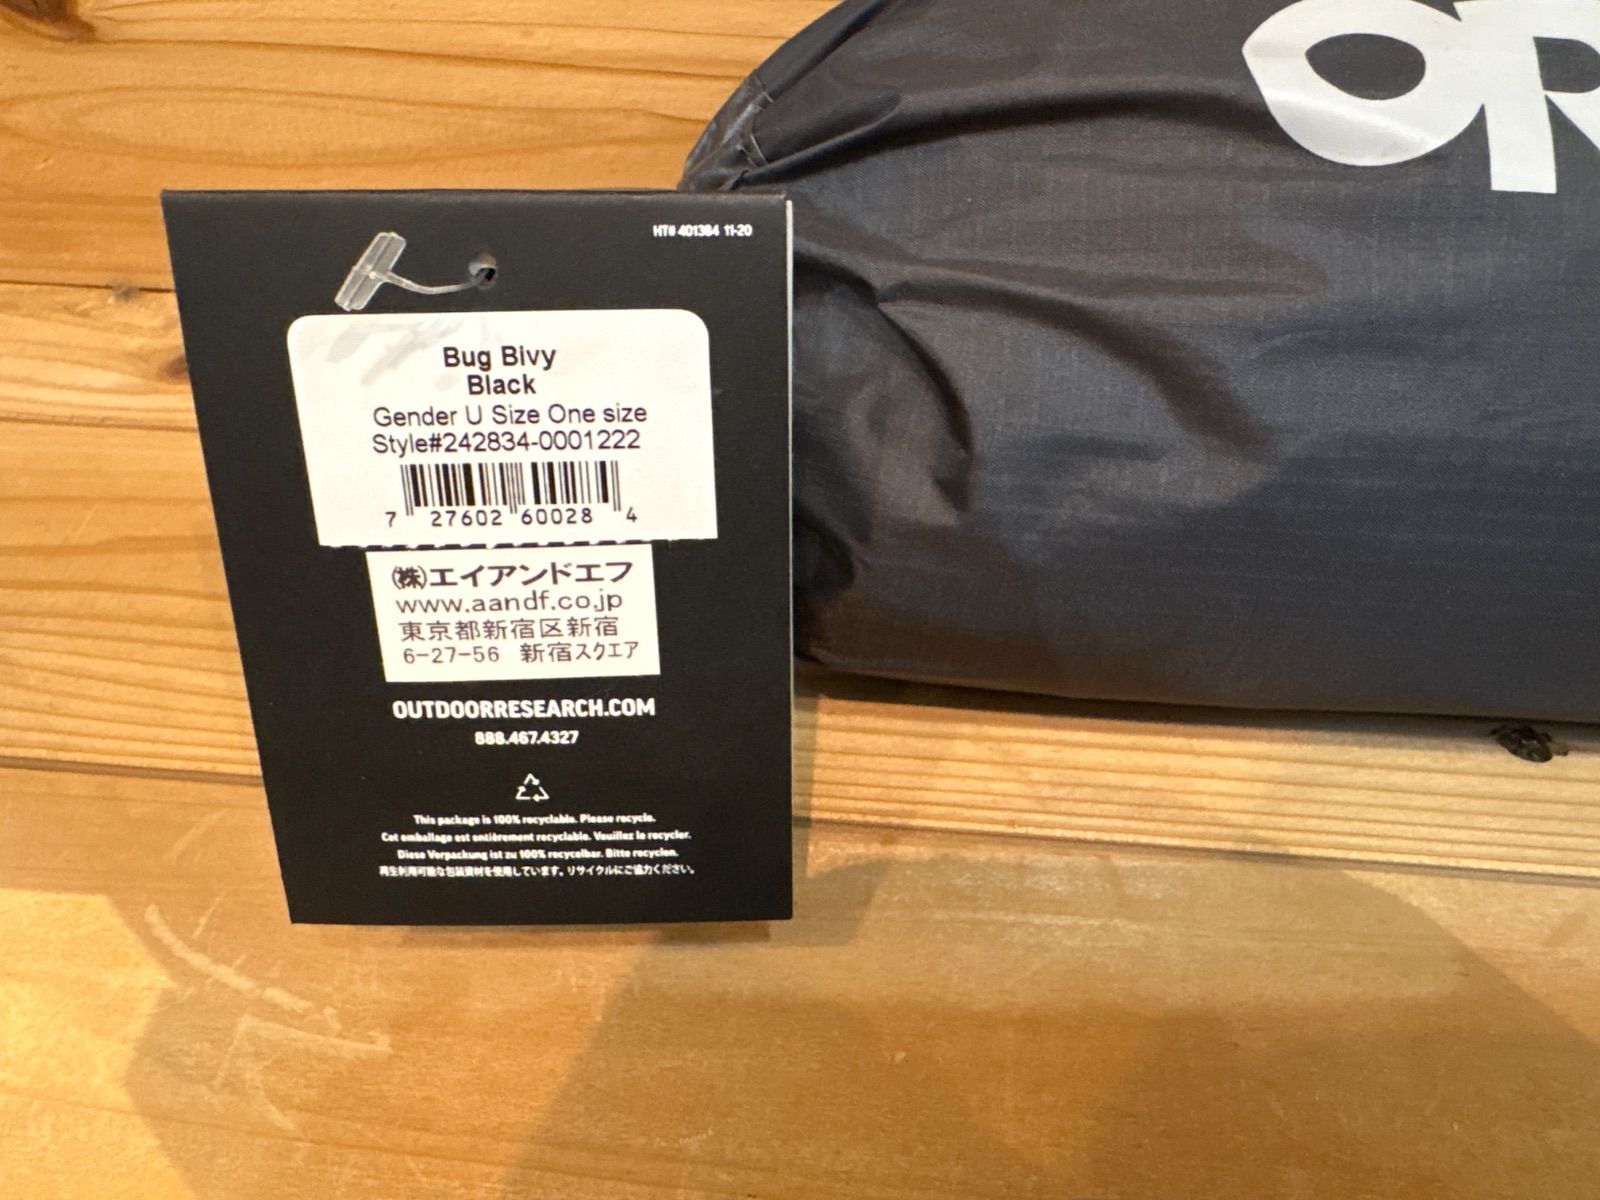 OR
HT# 401384 11-20
Bug Bivy
Black
Gender U Size One size
Style#242834-0001222
7 27602 60028 4
(株)エイアンドエフ
www.aandf.co.jp
東京都新宿区新宿
6-27-56 新宿スクエア
OUTDOORRESEARCH.COM
888.467.4327
This package is 100% recyclable. Please recycle.
Cet emballage est entièrement recyclable. Veuillez le recycler.
Diese Verpackung ist zu 100% recycelbar. Bitte recyclen.
再生利用可能な包装資材を使用しています。リサイクルにご協力ください。